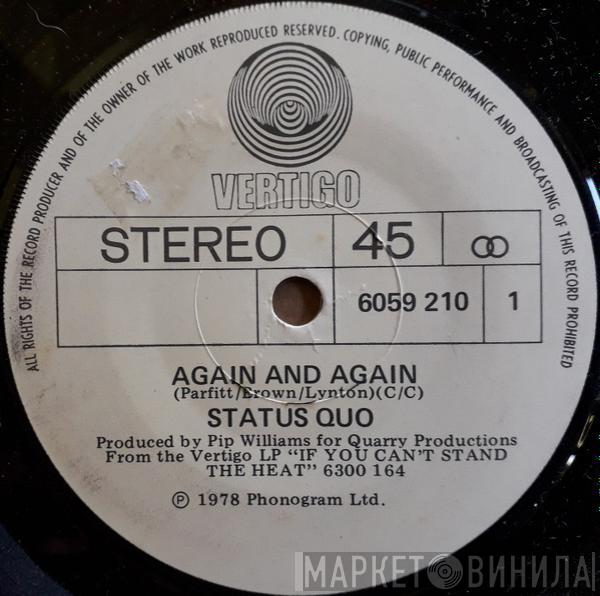 ALL RIGHTS OF THE RECORD PRODUCER AND OF THE OWNER OF THE WORK REPRODUCED RESERVED. COPYING, PUBLIC PERFORMANCE AND BROADCASTING OF THIS RECORD PROHIBITED
VERTIGO
STEREO 45
6059 210 1
AGAIN AND AGAIN
(Parfitt/Brown/Lynton)(C/C)
STATUS QUO
Produced by Pip Williams for Quarry Productions
From the Vertigo LP "IF YOU CAN'T STAND
THE HEAT" 6300 164
Ⓟ 1978 Phonogram Ltd.
МАРКЕТ ВИНИЛА